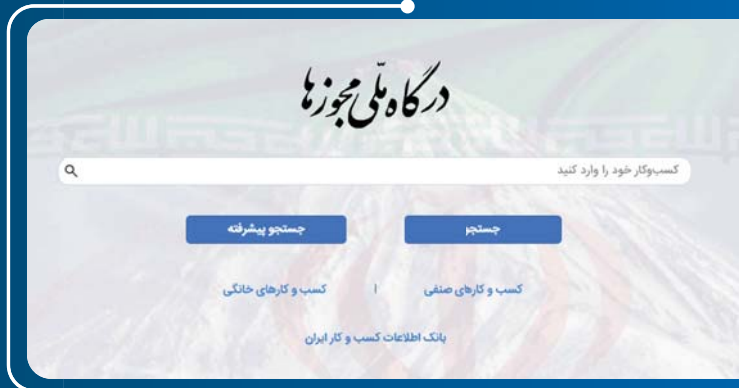 درگاه ملّی مجوزها
کسب‌وکار خود را وارد کنید
جستجو
جستجو پیشرفته
کسب و کارهای صنفی | کسب و کارهای خانگی
بانک اطلاعات کسب و کار ایران